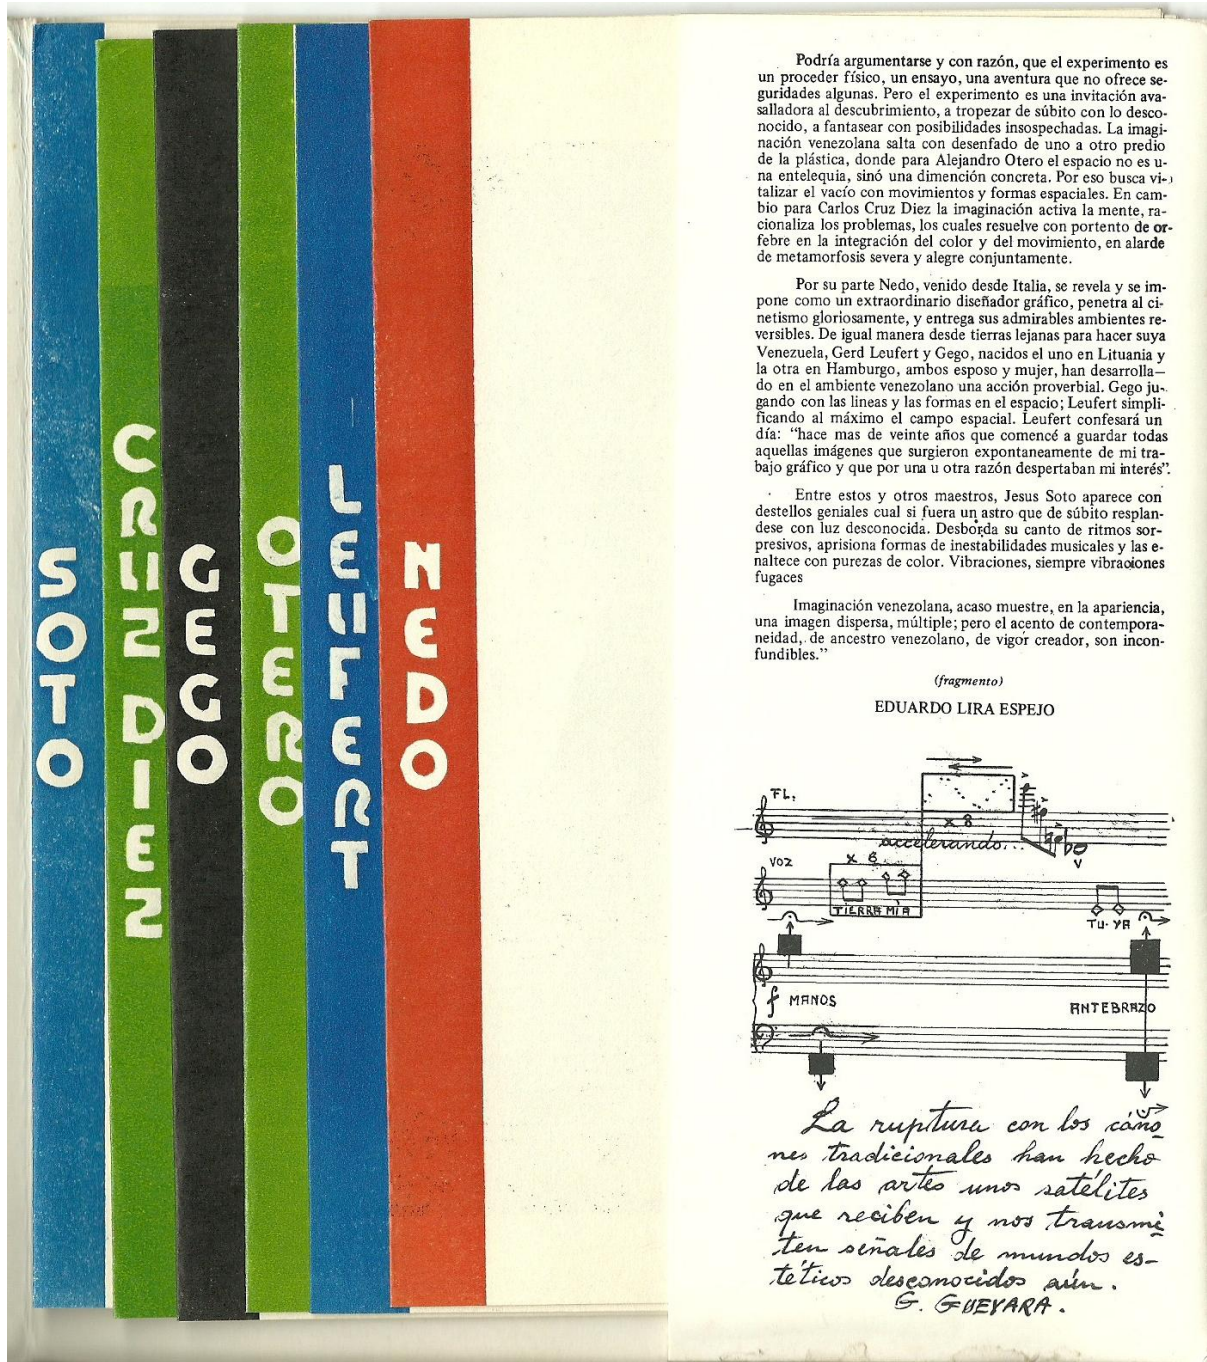 SOTO
CRUZ DIEZ
GEGO
OTERO
LEUFERT
NEDO
Podría argumentarse y con razón, que el experimento es
un proceder físico, un ensayo, una aventura que no ofrece se-
guridades algunas. Pero el experimento es una invitación ava-
salladora al descubrimiento, a tropezar de súbito con lo desco-
nocido, a fantasear con posibilidades insospechadas. La imagi-
nación venezolana salta con desenfado de uno a otro predio
de la plástica, donde para Alejandro Otero el espacio no es u-
na entelequia, sinó una dimención concreta. Por eso busca vi-
talizar el vacío con movimientos y formas espaciales. En cam-
bio para Carlos Cruz Diez la imaginación activa la mente, ra-
cionaliza los problemas, los cuales resuelve con portento de or-
febre en la integración del color y del movimiento, en alarde
de metamorfosis severa y alegre conjuntamente.
Por su parte Nedo, venido desde Italia, se revela y se im-
pone como un extraordinario diseñador gráfico, penetra al ci-
netismo gloriosamente, y entrega sus admirables ambientes re-
versibles. De igual manera desde tierras lejanas para hacer suya
Venezuela, Gerd Leufert y Gego, nacidos el uno en Lituania y
la otra en Hamburgo, ambos esposo y mujer, han desarrolla—
do en el ambiente venezolano una acción proverbial. Gego ju-
gando con las lineas y las formas en el espacio; Leufert simpli-
ficando al máximo el campo espacial. Leufert confesará un
día: “hace mas de veinte años que comencé a guardar todas
aquellas imágenes que surgieron expontaneamente de mi tra-
bajo gráfico y que por una u otra razón despertaban mi interés”.
Entre estos y otros maestros, Jesus Soto aparece con
destellos geniales cual si fuera un astro que de súbito resplan-
dese con luz desconocida. Desborda su canto de ritmos sor-
presivos, aprisiona formas de inestabilidades musicales y las e-
naltece con purezas de color. Vibraciones, siempre vibraciones
fugaces
Imaginación venezolana, acaso muestre, en la apariencia,
una imagen dispersa, múltiple; pero el acento de contempora-
neidad, de ancestro venezolano, de vigor creador, son incon-
fundibles.”
(fragmento)
EDUARDO LIRA ESPEJO
FL.
x 8
accelerando...
VOZ
x 6
TIERRA MÍA
TU-YA
f MANOS
ANTEBRAZO
La ruptura con los cáno
nes tradicionales han hecho
de las artes unos satélites
que reciben y nos transmi
ten señales de mundos es-
téticos desconocidos aún.
G. GUEVARA.